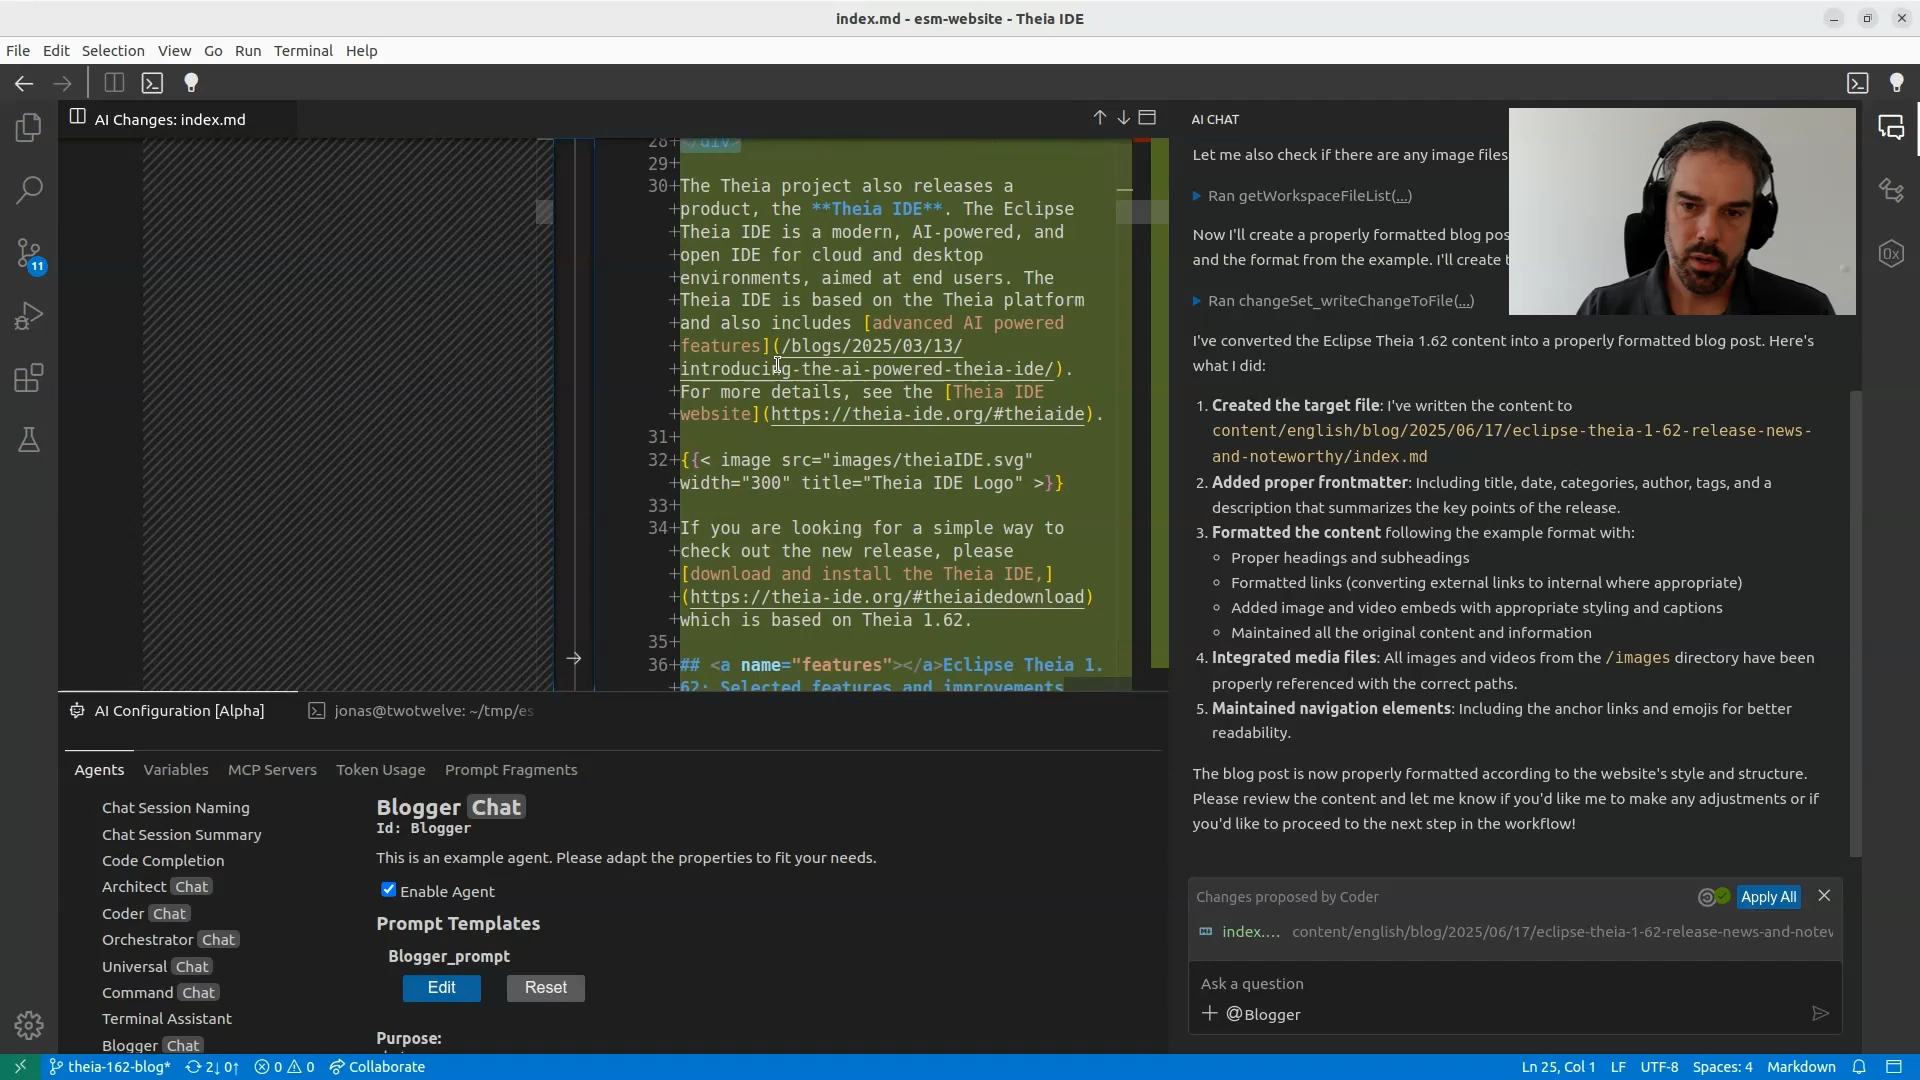 index.md - esm-website - Theia IDE
File Edit Selection View Go Run Terminal Help
AI Changes: index.md
28+</div>
29+
30+The Theia project also releases a
+product, the **Theia IDE**. The Eclipse
+Theia IDE is a modern, AI-powered, and
+open IDE for cloud and desktop
+environments, aimed at end users. The
+Theia IDE is based on the Theia platform
+and also includes [advanced AI powered
+features](/blogs/2025/03/13/
+introducing-the-ai-powered-theia-ide/).
+For more details, see the [Theia IDE
+website](https://theia-ide.org/#theiaide).
31+
32+{{< image src="images/theiaIDE.svg"
+width="300" title="Theia IDE Logo" >}}
33+
34+If you are looking for a simple way to
+check out the new release, please
+[download and install the Theia IDE,]
+(https://theia-ide.org/#theiaidedownload)
+which is based on Theia 1.62.
35+
36+## <a name="features"></a>Eclipse Theia 1.
+62: Selected features and improvements
AI CHAT
Let me also check if there are any image files
Ran getWorkspaceFileList(...)
Now I'll create a properly formatted blog pos
and the format from the example. I'll create t
Ran changeSet_writeChangeToFile(...)
I've converted the Eclipse Theia 1.62 content into a properly formatted blog post. Here's
what I did:
1. Created the target file: I've written the content to
content/english/blog/2025/06/17/eclipse-theia-1-62-release-news-
and-noteworthy/index.md
2. Added proper frontmatter: Including title, date, categories, author, tags, and a
description that summarizes the key points of the release.
3. Formatted the content following the example format with:
Proper headings and subheadings
Formatted links (converting external links to internal where appropriate)
Added image and video embeds with appropriate styling and captions
Maintained all the original content and information
4. Integrated media files: All images and videos from the /images directory have been
properly referenced with the correct paths.
5. Maintained navigation elements: Including the anchor links and emojis for better
readability.
The blog post is now properly formatted according to the website's style and structure.
Please review the content and let me know if you'd like me to make any adjustments or if
you'd like to proceed to the next step in the workflow!
Changes proposed by Coder Apply All
index.... content/english/blog/2025/06/17/eclipse-theia-1-62-release-news-and-notew
Ask a question
@Blogger
AI Configuration [Alpha] jonas@twotwelve: ~/tmp/es
Agents Variables MCP Servers Token Usage Prompt Fragments
Chat Session Naming
Chat Session Summary
Code Completion
Architect Chat
Coder Chat
Orchestrator Chat
Universal Chat
Command Chat
Terminal Assistant
Blogger Chat
Blogger Chat
Id: Blogger
This is an example agent. Please adapt the properties to fit your needs.
Enable Agent
Prompt Templates
Blogger_prompt
Edit Reset
Purpose:
11
0x
theia-162-blog* 2↓ 0↑ 0 0 Collaborate
Ln 25, Col 1 LF UTF-8 Spaces: 4 Markdown